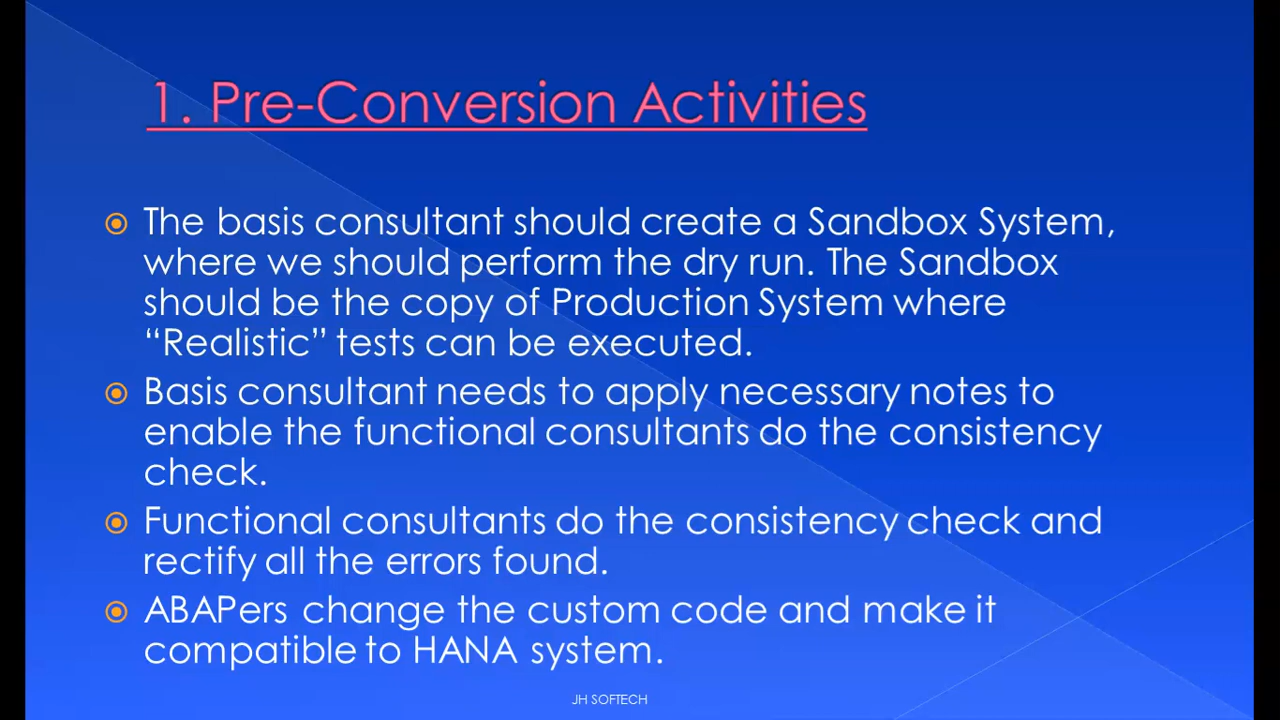 1. Pre-Conversion Activities
The basis consultant should create a Sandbox System,
where we should perform the dry run. The Sandbox
should be the copy of Production System where
“Realistic” tests can be executed.
Basis consultant needs to apply necessary notes to
enable the functional consultants do the consistency
check.
Functional consultants do the consistency check and
rectify all the errors found.
ABAPers change the custom code and make it
compatible to HANA system.
JH SOFTECH